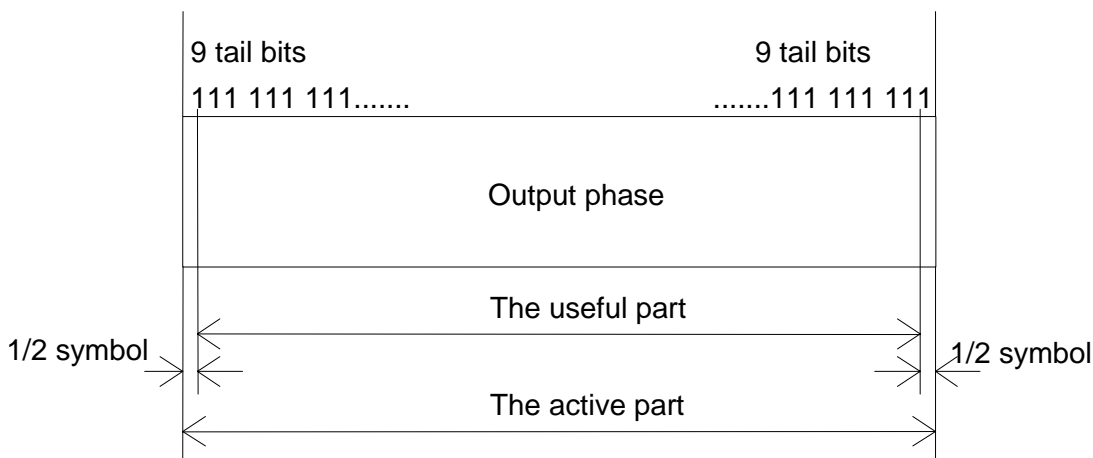 9 tail bits
9 tail bits
111 111 111.......
.......111 111 111
Output phase
The useful part
1/2 symbol
1/2 symbol
The active part